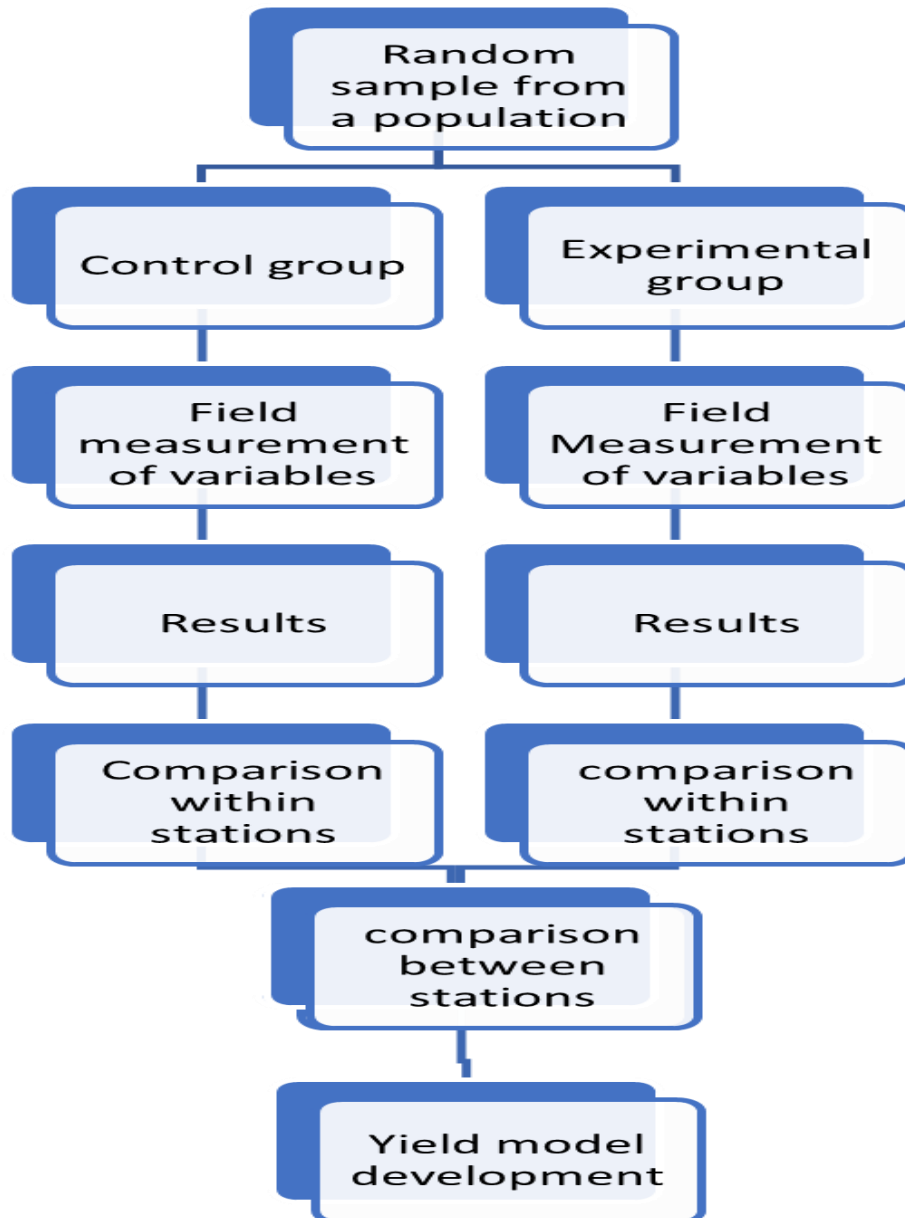 Random
sample from
a population
Control group
Experimental
group
Field
measurement
of variables
Field
Measurement
of variables
Results
Results
Comparison
within
stations
comparison
within
stations
comparison
between
stations
Yield model
development